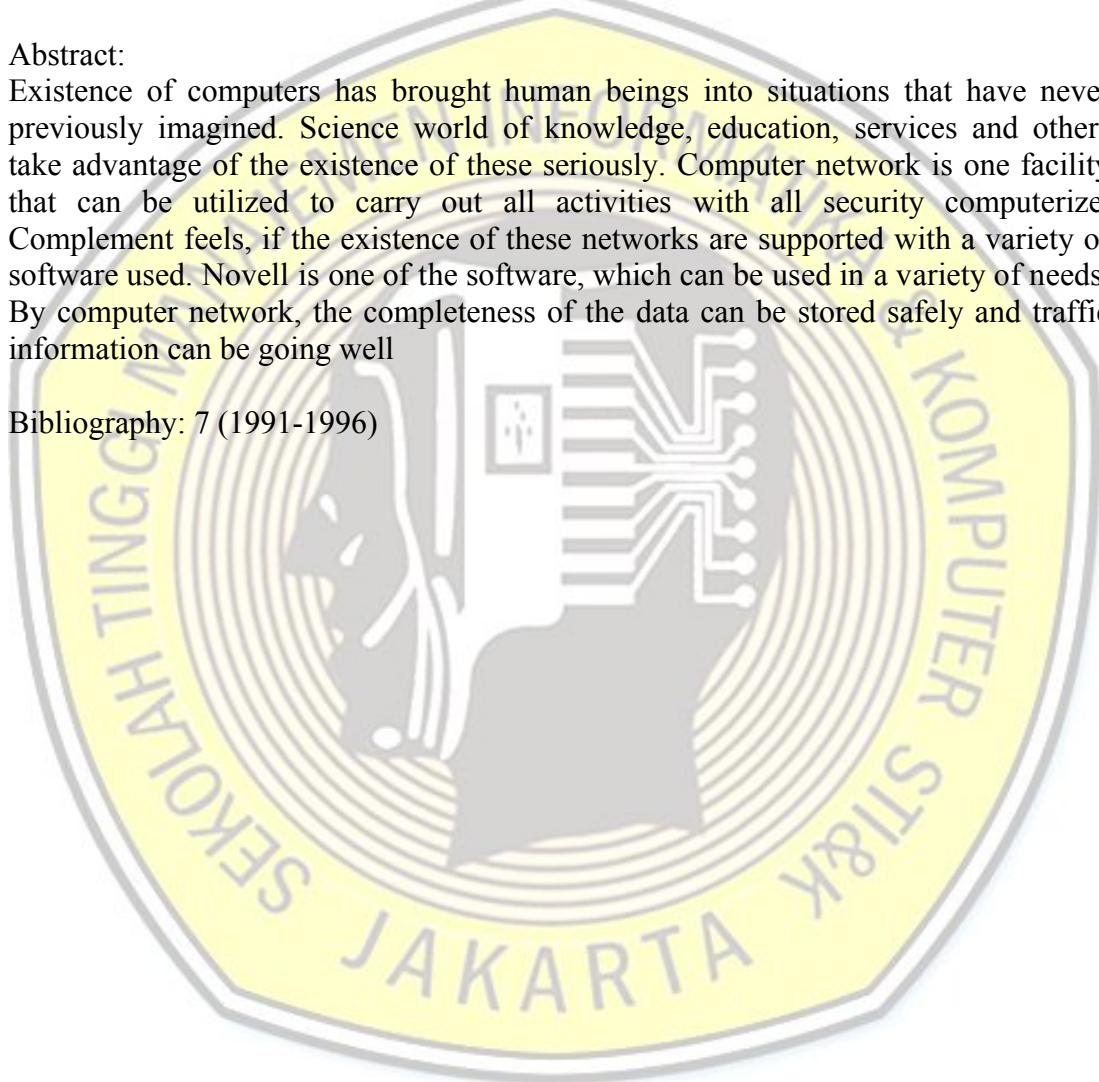 Abstract:
Existence of computers has brought human beings into situations that have neve
previously imagined. Science world of knowledge, education, services and other
take advantage of the existence of these seriously. Computer network is one facility
that can be utilized to carry out all activities with all security computerize
Complement feels, if the existence of these networks are supported with a variety o
software used. Novell is one of the software, which can be used in a variety of needs
By computer network, the completeness of the data can be stored safely and traffic
information can be going well
Bibliography: 7 (1991-1996)
SEKOLAH TINGGI MANAJEMEN INFORMATIKA & KOMPUTER STI&K
JAKARTA